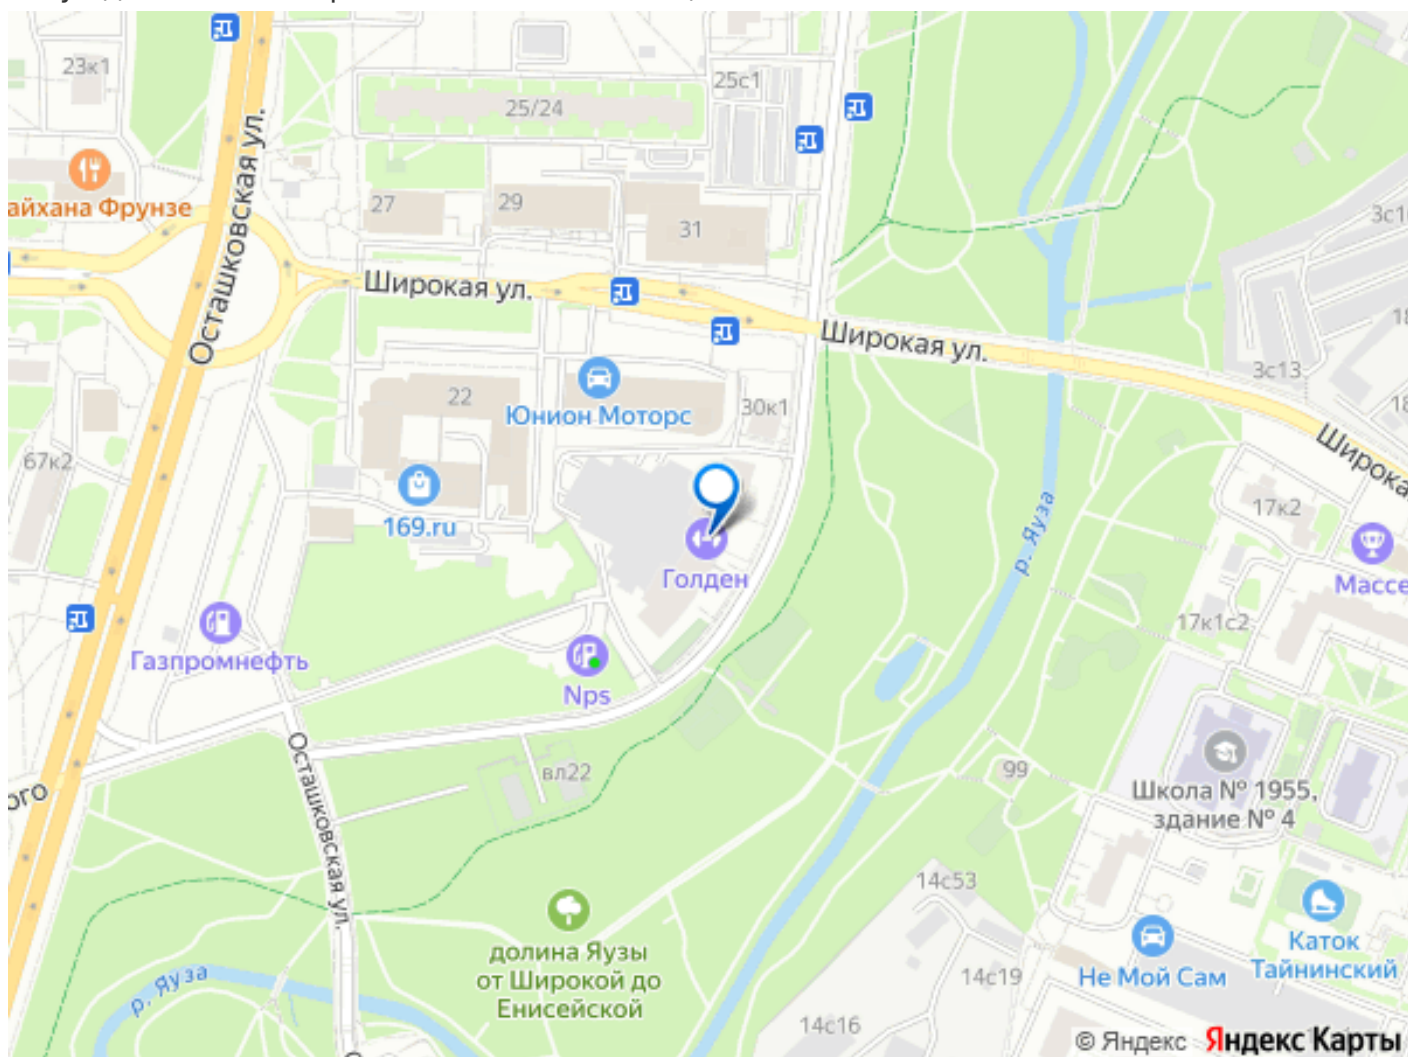 23к1
25с1
25/24
Осташковская ул.
айхана Фрунзе
27
29
31
3с1
Широкая ул.
Широкая ул.
3с13
18
18
22
Юнион Моторс
30к1
67к2
169.ru
Широка
17к2
р. Яуза
Голден
Массе
17к1с2
Газпромнефть
Nps
Осташковская ул.
вл22
99
ого
Школа № 1955,
здание № 4
14с53
долина Яузы
от Широкой до
Енисейской
р. Яуза
Каток
Тайнинский
Не Мой Сам
14с19
14с16
© Яндекс Яндекс Карты